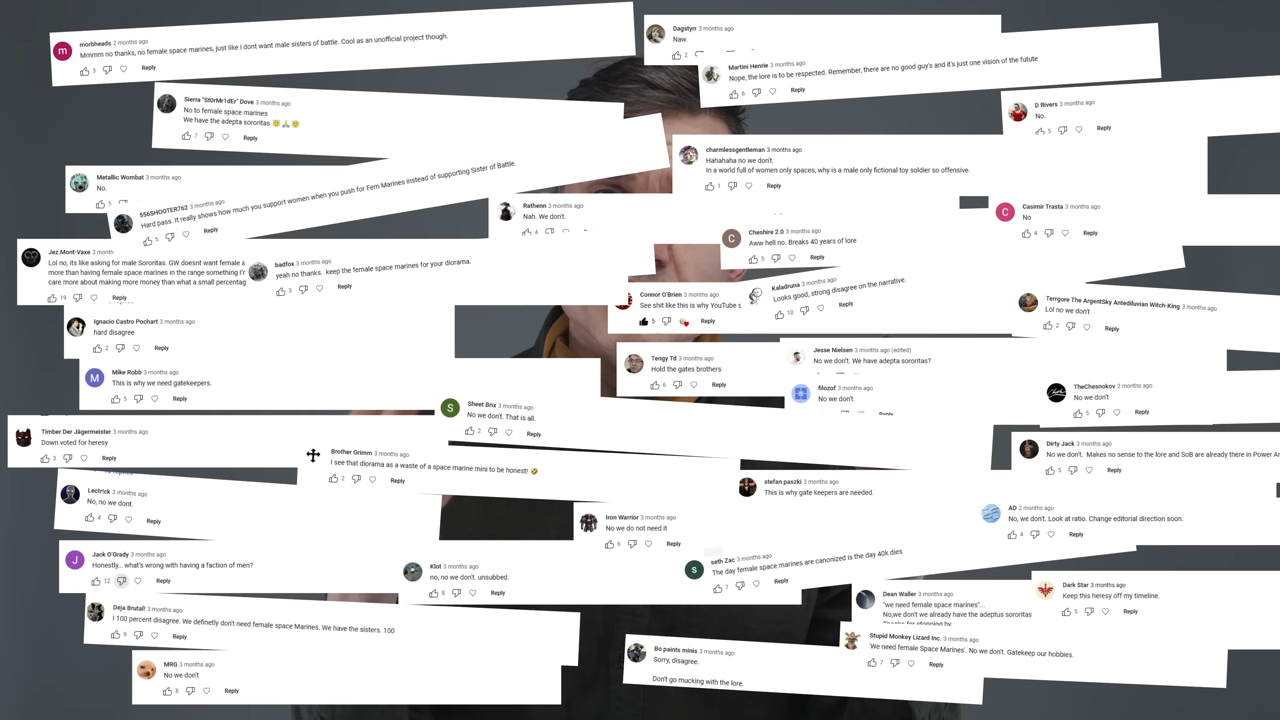 morbheads 2 months ago
Mmmm no thanks, no female space marines, just like i dont want male sisters of battle. Cool as an unofficial project though.
3 Reply
Dagstyrr 3 months ago
Naw.
2
Martini Henrie 3 months ago
Nope, the lore is to be respected. Remember, there are no good guy's and it's just one vision of the futute
6 Reply
Sierra "St0rMr1dEr" Dove 3 months ago
No to female space marines
We have the adepta sororitas 😇🙏😇
7 Reply
D Rivers 3 months ago
No.
5 Reply
charmlessgentleman 3 months ago
Hahahaha no we don't.
In a world full of women only spaces, why is a male only fictional toy soldier so offensive.
1 Reply
Metallic Wombat 3 months ago
No.
5
556SHOOTER762 3 months ago
Hard pass. It really shows how much you support women when you push for Fem Marines instead of supporting Sister of Battle.
5 Reply
Rathenn 3 months ago
Nah. We don't.
4
Casimir Trasta 3 months ago
No
4 Reply
Cheshire 2.0 3 months ago
Aww hell no. Breaks 40 years of lore
5 Reply
Jez.Mont-Vaxe 3 month
Lol no, its like asking for male Sororitas. GW doesnt want female a
more than having female space marines in the range something I'r
care more about making more money than what a small percentag
19 Reply
badfox 3 months ago
yeah no thanks. keep the female space marines for your diorama.
3 Reply
Connor O'Brien 3 months ago
See shit like this is why YouTube s
5 Reply
Kaladruna 3 months ago
Looks good, strong disagree on the narrative.
10 Reply
Terrgore The ArgentSky Antediluvian Witch-King 3 months ago
Lol no we don't
2 Reply
Ignacio Castro Pochart 3 months ago
hard disagree
2 Reply
Tengy Td 3 months ago
Hold the gates brothers
6 Reply
Jesse Nielsen 3 months ago (edited)
No we don't. We have adepta sororitas?
filozof 3 months ago
No we don't.
Reply
Mike Robb 3 months ago
This is why we need gatekeepers.
5 Reply
TheChesnokov 2 months ago
No we don't
5 Reply
Sheet Brix 3 months ago
No we don't. That is all.
2 Reply
Timber Der Jägermeister 3 months ago
Down voted for heresy
3 Reply
Dirty Jack 3 months ago
No we don't. Makes no sense to the lore and SoB are already there in Power Ar
5 Reply
Brother Grimm 3 months ago
I see that diorama as a waste of a space marine mini to be honest! 🤣
2 Reply
stefan paszki 3 months ago
This is why gate keepers are needed.
Lectr!ck 3 months ago
No, no we dont.
4 Reply
Iron Warrior 3 months ago
No we do not need it
6 Reply
AD 2 months ago
No, we don't. Look at ratio. Change editorial direction soon.
4 Reply
Jack O'Grady 3 months ago
Honestly... what's wrong with having a faction of men?
12 Reply
Klot 3 months ago
no, no we don't. unsubbed.
8 Reply
seth Zac 3 months ago
The day female space marines are canonized is the day 40k dies
7 Reply
Dean Waller 3 months ago
"we need female space marines"...
No,we don't we already have the adeptus sororitas
Thanks for stopping by.
Dark Star 3 months ago
Keep this heresy off my timeline.
5 Reply
Deja Brutal! 3 months ago
I 100 percent disagree. We definetly don't need female space Marines. We have the sisters. 100
9 Reply
Stupid Monkey Lizard Inc. 3 months ago
'We need female Space Marines'. No we don't. Gatekeep our hobbies.
7 Reply
Bo paints minis 3 months ago
Sorry, disagree.
Don't go mucking with the lore.
MRG 3 months ago
No we don't
8 Reply